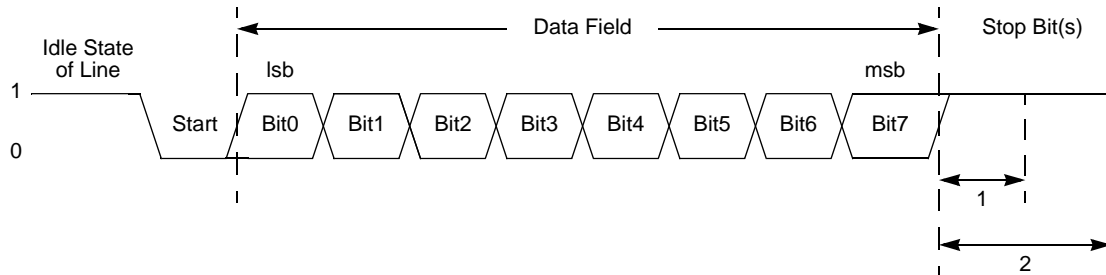 Data Field
Stop Bit(s)
Idle State
of Line
lsb
msb
1
Start
Bit0
Bit1
Bit2
Bit3
Bit4
Bit5
Bit6
Bit7
0
1
2